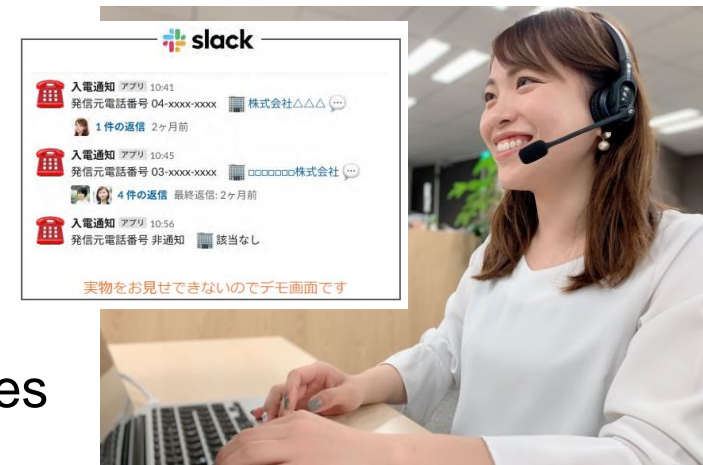 slack
入電通知 アプリ 10:41
発信元電話番号 04-xxxx-xxxx 🏢 株式会社△△△ 💬
1 件の返信 2ヶ月前
入電通知 アプリ 10:45
発信元電話番号 03-xxxx-xxxx 🏢 □□□□□□□株式会社 💬
4 件の返信 最終返信: 2ヶ月前
入電通知 アプリ 10:56
発信元電話番号 非通知 🏢 該当なし
実物をお見せできないのでデモ画面です
es